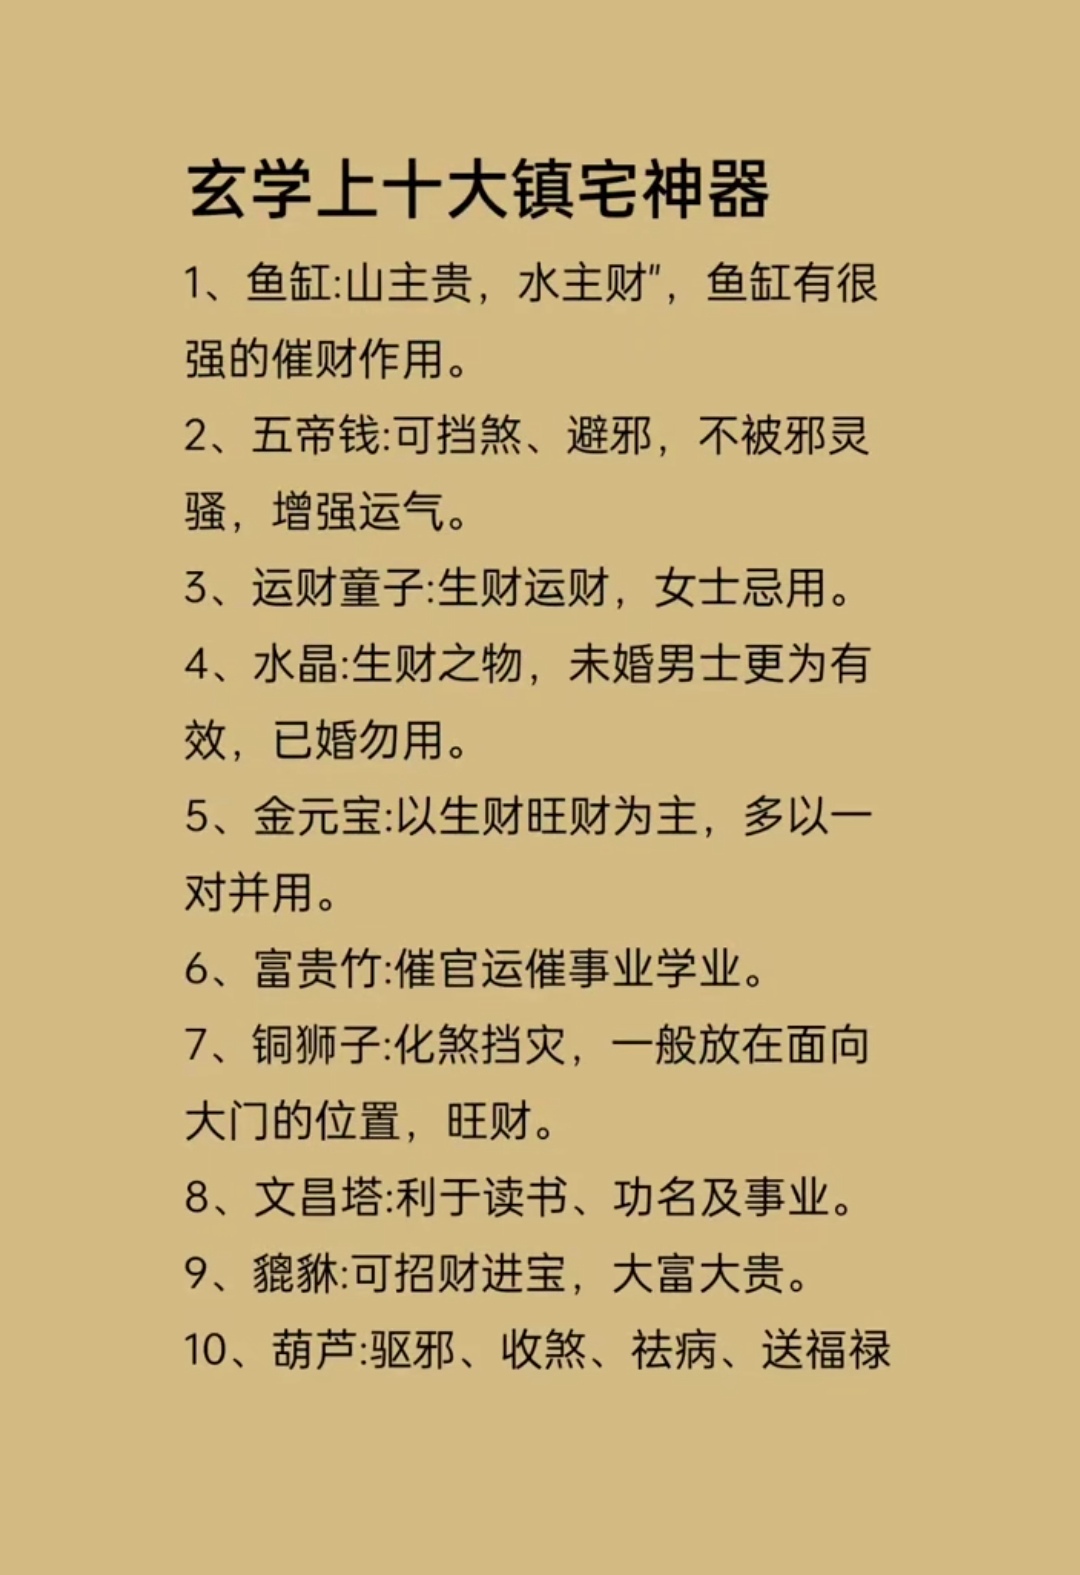 玄学上十大镇宅神器
1、鱼缸:山主贵，水主财"，鱼缸有很
强的催财作用。
2、五帝钱:可挡煞、避邪，不被邪灵
骚，增强运气。
3、运财童子:生财运财，女士忌用。
4、水晶:生财之物，未婚男士更为有
效，已婚勿用。
5、金元宝:以生财旺财为主，多以一
对并用。
6、富贵竹:催官运催事业学业。
7、铜狮子:化煞挡灾，一般放在面向
大门的位置，旺财。
8、文昌塔:利于读书、功名及事业。
9、貔貅:可招财进宝，大富大贵。
10、葫芦:驱邪、收煞、祛病、送福禄